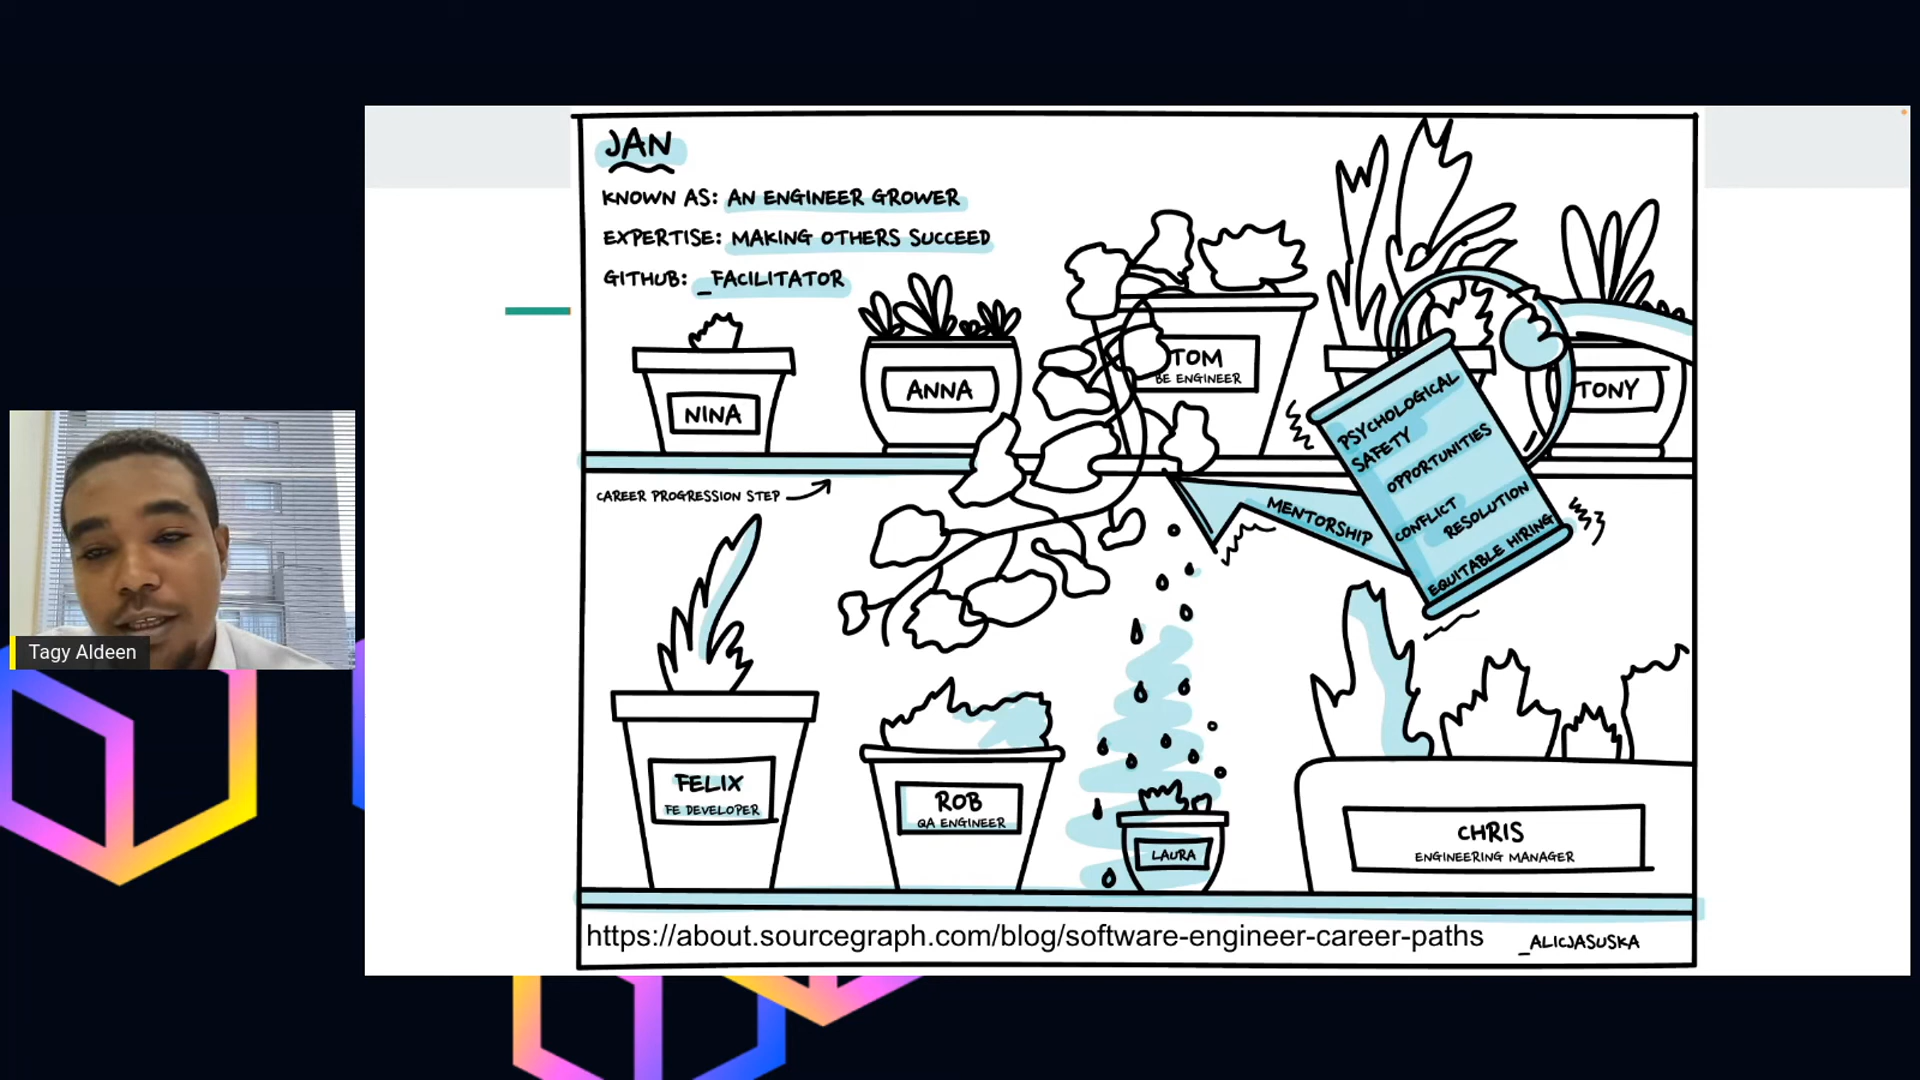 JAN
KNOWN AS: AN ENGINEER GROWER
EXPERTISE: MAKING OTHERS SUCCEED
GITHUB: _FACILITATOR
NINA
ANNA
TOM
BE ENGINEER
TONY
PSYCHOLOGICAL
SAFETY
OPPORTUNITIES
CONFLICT
RESOLUTION
EQUITABLE HIRING
MENTORSHIP
CAREER PROGRESSION STEP
Tagy Aldeen
FELIX
FE DEVELOPER
ROB
QA ENGINEER
LAURA
CHRIS
ENGINEERING MANAGER
https://about.sourcegraph.com/blog/software-engineer-career-paths
_ALICJASUSKA